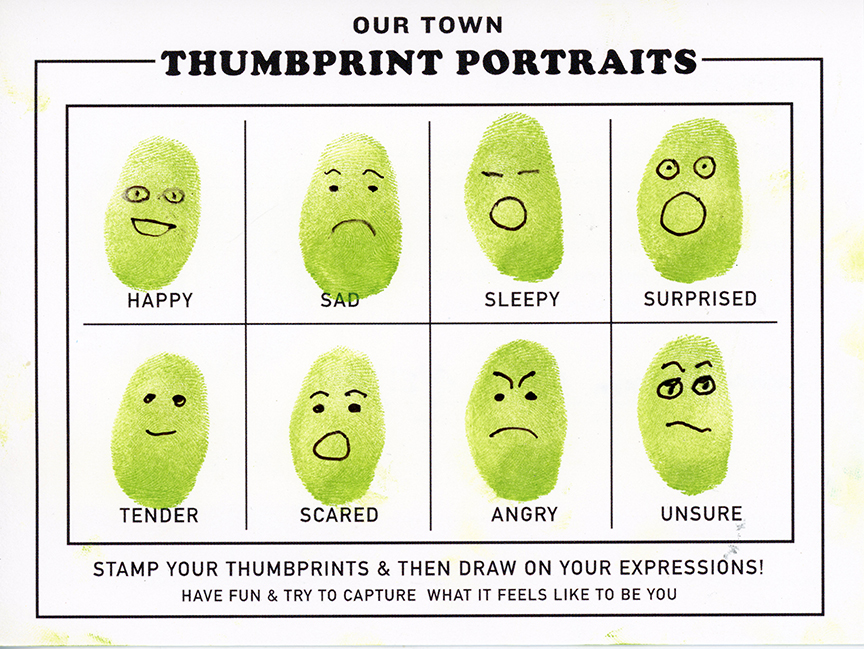 OUR TOWN
THUMBPRINT PORTRAITS
HAPPY SAD SLEEPY SURPRISED
TENDER SCARED ANGRY UNSURE
STAMP YOUR THUMBPRINTS & THEN DRAW ON YOUR EXPRESSIONS!
HAVE FUN & TRY TO CAPTURE WHAT IT FEELS LIKE TO BE YOU